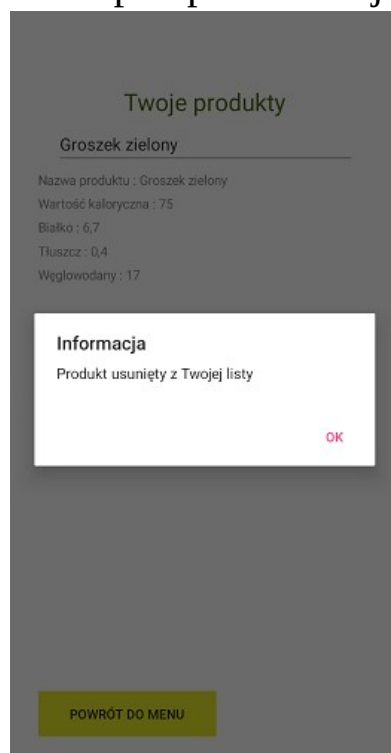 Twoje produkty
Groszek zielony
Nazwa produktu : Groszek zielony
Wartość kaloryczna : 75
Białko : 6,7
Tłuszcz : 0,4
Węglowodany : 17
Informacja
Produkt usunięty z Twojej listy
OK
POWRÓT DO MENU